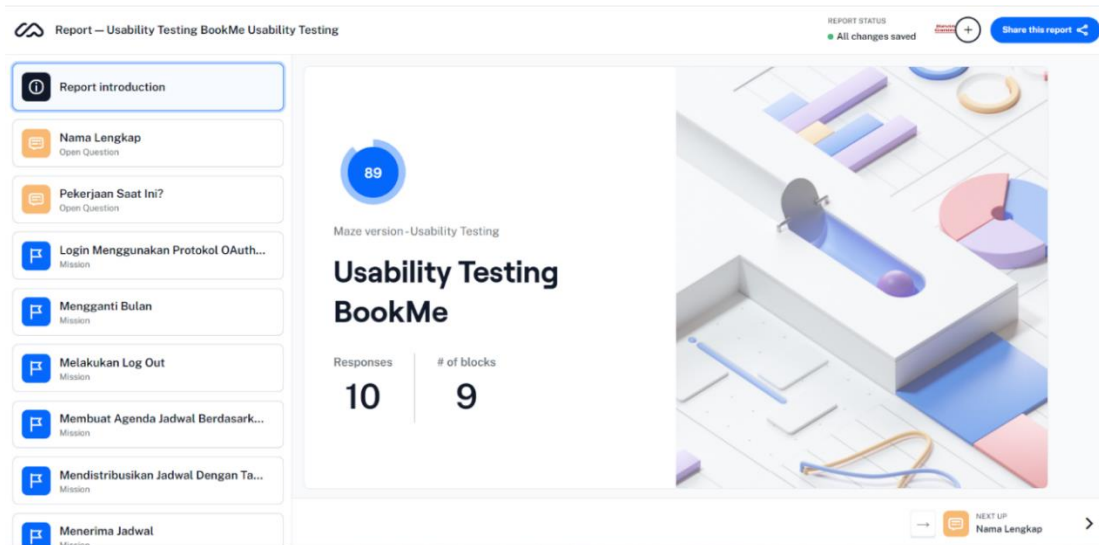 Report — Usability Testing BookMe Usability Testing
REPORT STATUS
All changes saved
+
Share this report
Report introduction
Nama Lengkap
Open Question
Pekerjaan Saat Ini?
Open Question
Login Menggunakan Protokol OAuth...
Mission
Mengganti Bulan
Mission
Melakukan Log Out
Mission
Membuat Agenda Jadwal Berdasark...
Mission
Mendistribusikan Jadwal Dengan Ta...
Mission
Menerima Jadwal
Mission
89
Maze version - Usability Testing
Usability Testing
BookMe
Responses
# of blocks
10
9
NEXT UP
Nama Lengkap